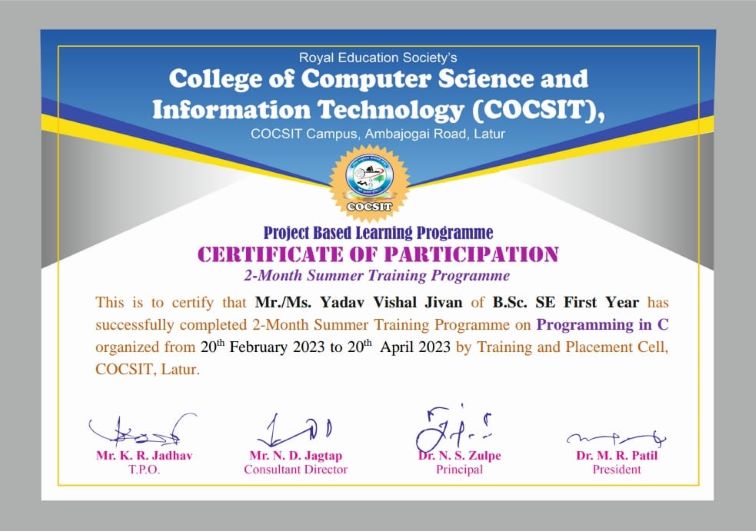 Royal Education Society's
College of Computer Science and
Information Technology (COCSIT),
COCSIT Campus, Ambajogai Road, Latur
COCSIT
Project Based Learning Programme
CERTIFICATE OF PARTICIPATION
2-Month Summer Training Programme
This is to certify that Mr./Ms. Yadav Vishal Jivan of B.Sc. SE First Year has
successfully completed 2-Month Summer Training Programme on Programming in C
organized from 20th February 2023 to 20th April 2023 by Training and Placement Cell,
COCSIT, Latur.
Mr. K. R. Jadhav
T.P.O.
Mr. N. D. Jagtap
Consultant Director
Dr. N. S. Zulpe
Principal
Dr. M. R. Patil
President